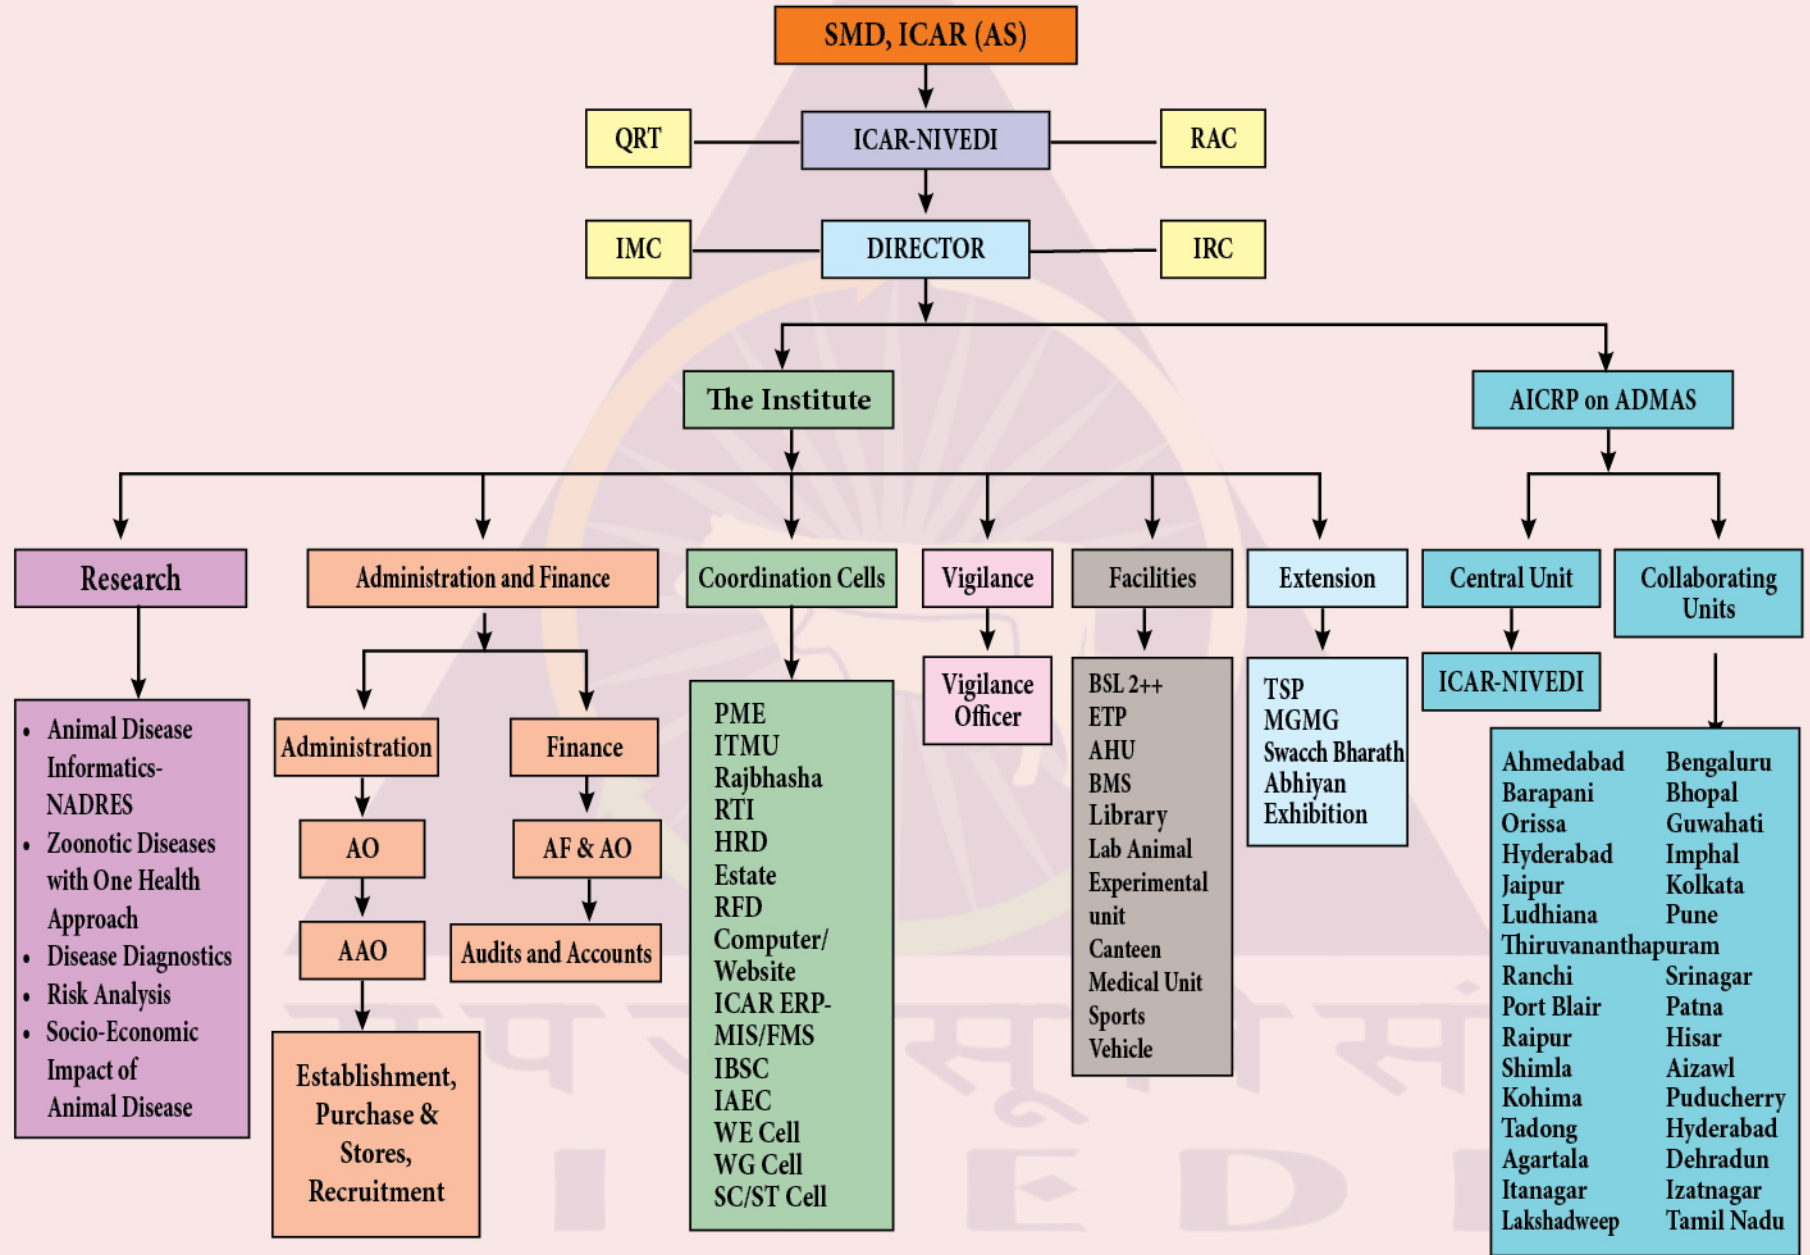 SMD, ICAR (AS)
QRT
ICAR-NIVEDI
RAC
IMC
DIRECTOR
IRC
The Institute
AICRP on ADMAS
Research
Administration and Finance
Coordination Cells
Vigilance
Facilities
Extension
Central Unit
Collaborating
Units
• Animal Disease
Informatics-
NADRES
• Zoonotic Diseases
with One Health
Approach
• Disease Diagnostics
• Risk Analysis
• Socio-Economic
Impact of
Animal Disease
Administration
Finance
AO
AF & AO
AAO
Audits and Accounts
Establishment,
Purchase &
Stores,
Recruitment
PME
ITMU
Rajbhasha
RTI
HRD
Estate
RFD
Computer/
Website
ICAR ERP-
MIS/FMS
IBSC
IAEC
WE Cell
WG Cell
SC/ST Cell
Vigilance
Officer
BSL 2++
ETP
AHU
BMS
Library
Lab Animal
Experimental
unit
Canteen
Medical Unit
Sports
Vehicle
TSP
MGMG
Swacch Bharath
Abhiyan
Exhibition
ICAR-NIVEDI
Ahmedabad Bengaluru
Barapani Bhopal
Orissa Guwahati
Hyderabad Imphal
Jaipur Kolkata
Ludhiana Pune
Thiruvananthapuram
Ranchi Srinagar
Port Blair Patna
Raipur Hisar
Shimla Aizawl
Kohima Puducherry
Tadong Hyderabad
Agartala Dehradun
Itanagar Izatnagar
Lakshadweep Tamil Nadu